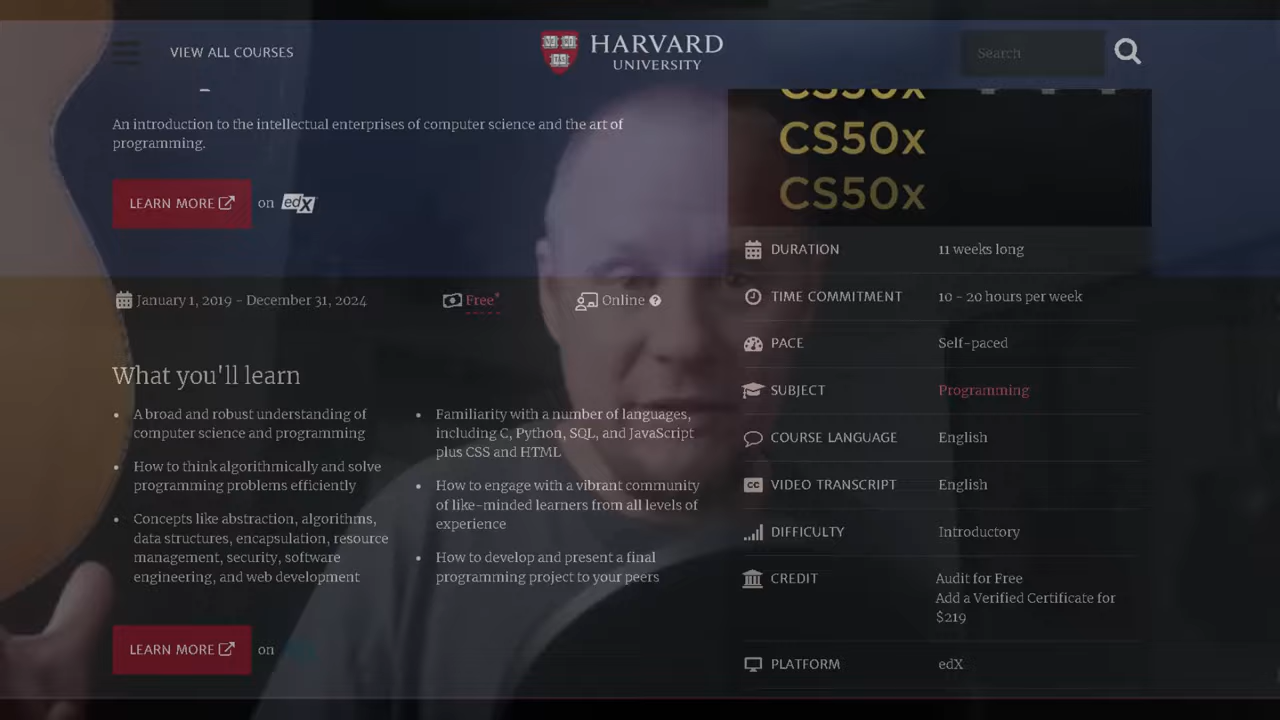 VIEW ALL COURSES
HARVARD
UNIVERSITY
Search
An introduction to the intellectual enterprises of computer science and the art of
programming.
LEARN MORE on edX
January 1, 2019 - December 31, 2024
Free*
Online
What you'll learn
A broad and robust understanding of
computer science and programming
How to think algorithmically and solve
programming problems efficiently
Concepts like abstraction, algorithms,
data structures, encapsulation, resource
management, security, software
engineering, and web development
Familiarity with a number of languages,
including C, Python, SQL, and JavaScript
plus CSS and HTML
How to engage with a vibrant community
of like-minded learners from all levels of
experience
How to develop and present a final
programming project to your peers
LEARN MORE on
CS50x
CS50x
CS50x
DURATION 11 weeks long
TIME COMMITMENT 10 - 20 hours per week
PACE Self-paced
SUBJECT Programming
COURSE LANGUAGE English
CC VIDEO TRANSCRIPT English
DIFFICULTY Introductory
CREDIT Audit for Free
Add a Verified Certificate for
$219
PLATFORM edX